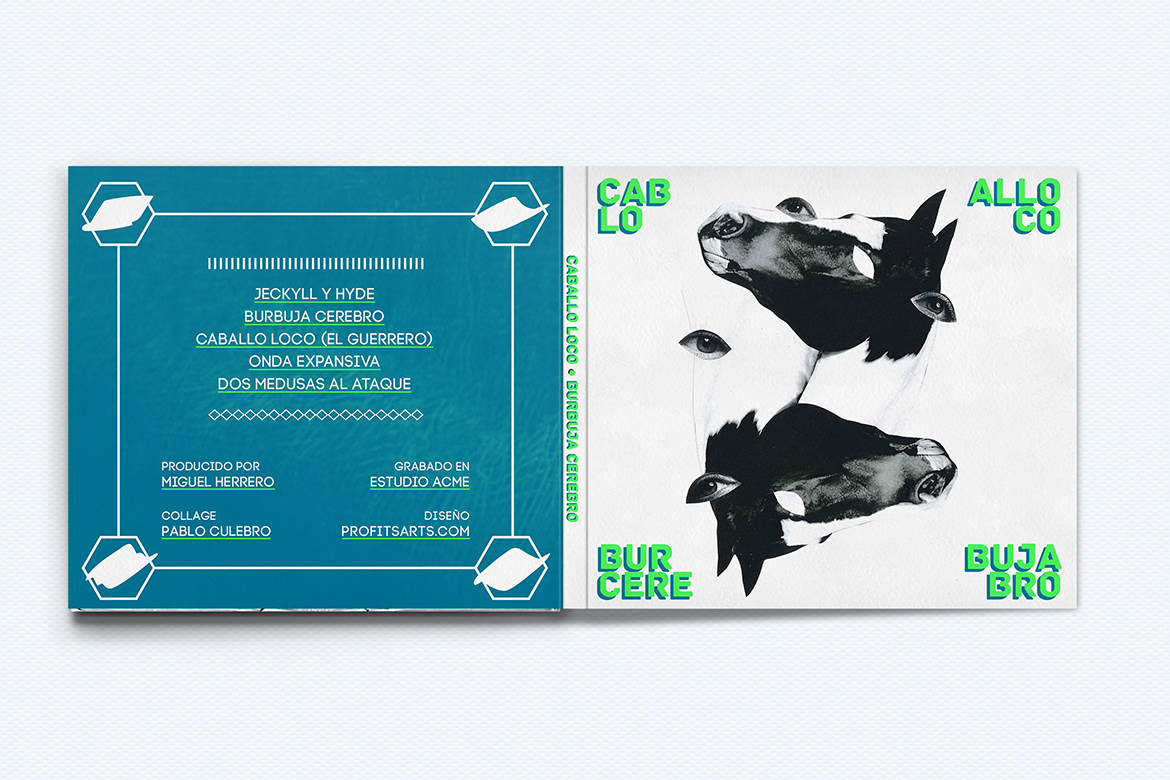 JECKYLL Y HYDE
BURBUJA CEREBRO
CABALLO LOCO (EL GUERRERO)
ONDA EXPANSIVA
DOS MEDUSAS AL ATAQUE
PRODUCIDO POR
MIGUEL HERRERO
GRABADO EN
ESTUDIO ACME
COLLAGE
PABLO CULEBRO
DISEÑO
PROFITSARTS.COM
CABALLO LOCO • BURBUJA CEREBRO
CAB
LO
ALLO
CO
BUR
CERE
BUJA
BRO